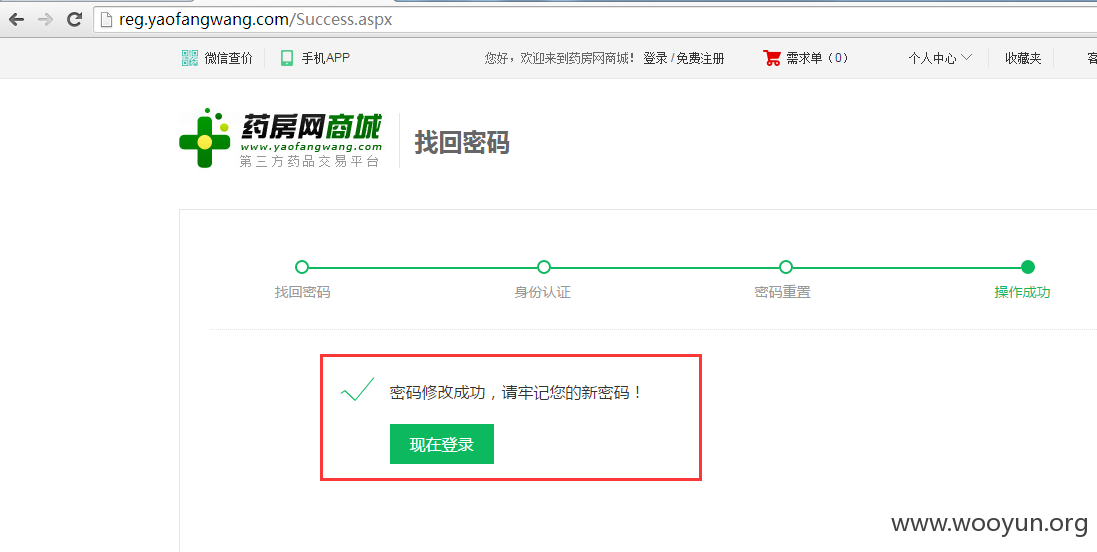 reg.yaofangwang.com/Success.aspx
微信查价 手机APP 您好，欢迎来到药房网商城！ 登录 / 免费注册 需求单（0） 个人中心 收藏夹 客
药房网商城
www.yaofangwang.com
第三方药品交易平台
找回密码
找回密码 身份认证 密码重置 操作成功
密码修改成功，请牢记您的新密码！
现在登录
www.wooyun.org